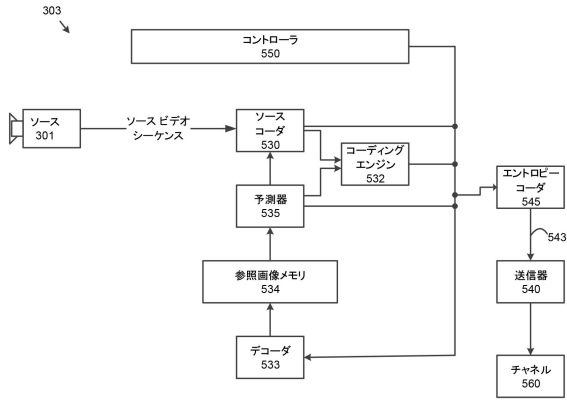 303
コントローラ
550
ソース
301
ソース ビデオ
シーケンス
ソース
コーダ
530
コーディング
エンジン
532
予測器
535
エントロピー
コーダ
545
543
参照画像メモリ
534
送信器
540
デコーダ
533
チャネル
560